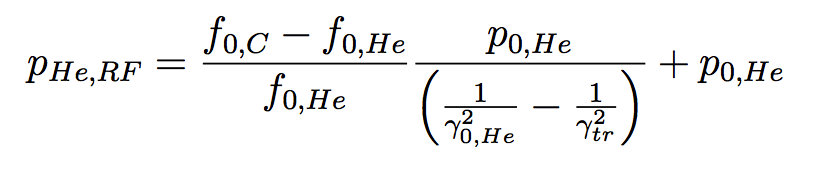 p_{He,RF} = \frac{f_{0,C} - f_{0,He}}{f_{0,He}} \frac{p_{0,He}}{\left( \frac{1}{\gamma_{0,He}^2} - \frac{1}{\gamma_{tr}^2} \right)} + p_{0,He}